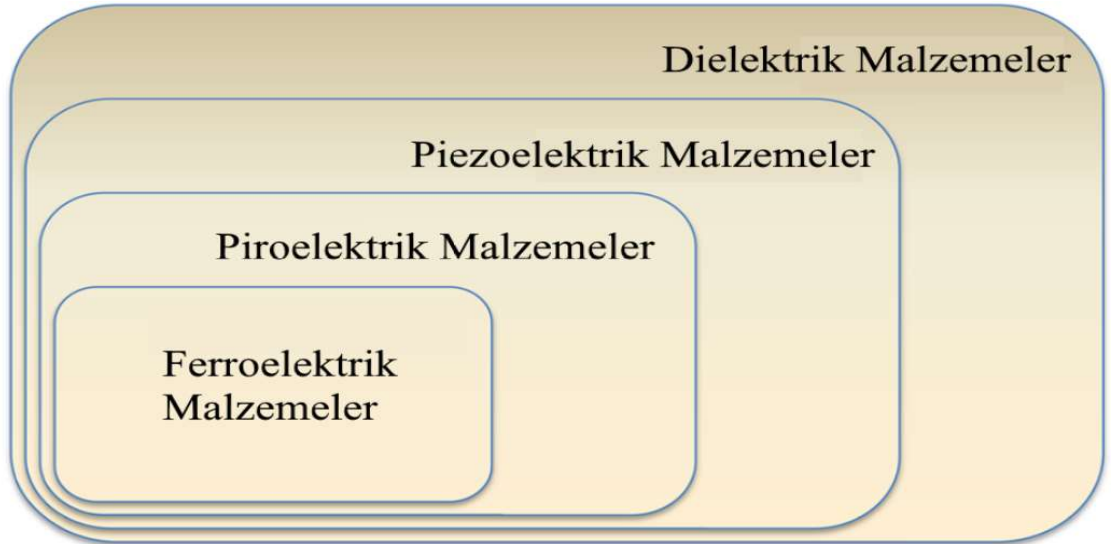 Dielektrik Malzemeler
Piezoelektrik Malzemeler
Piroelektrik Malzemeler
Ferroelektrik
Malzemeler